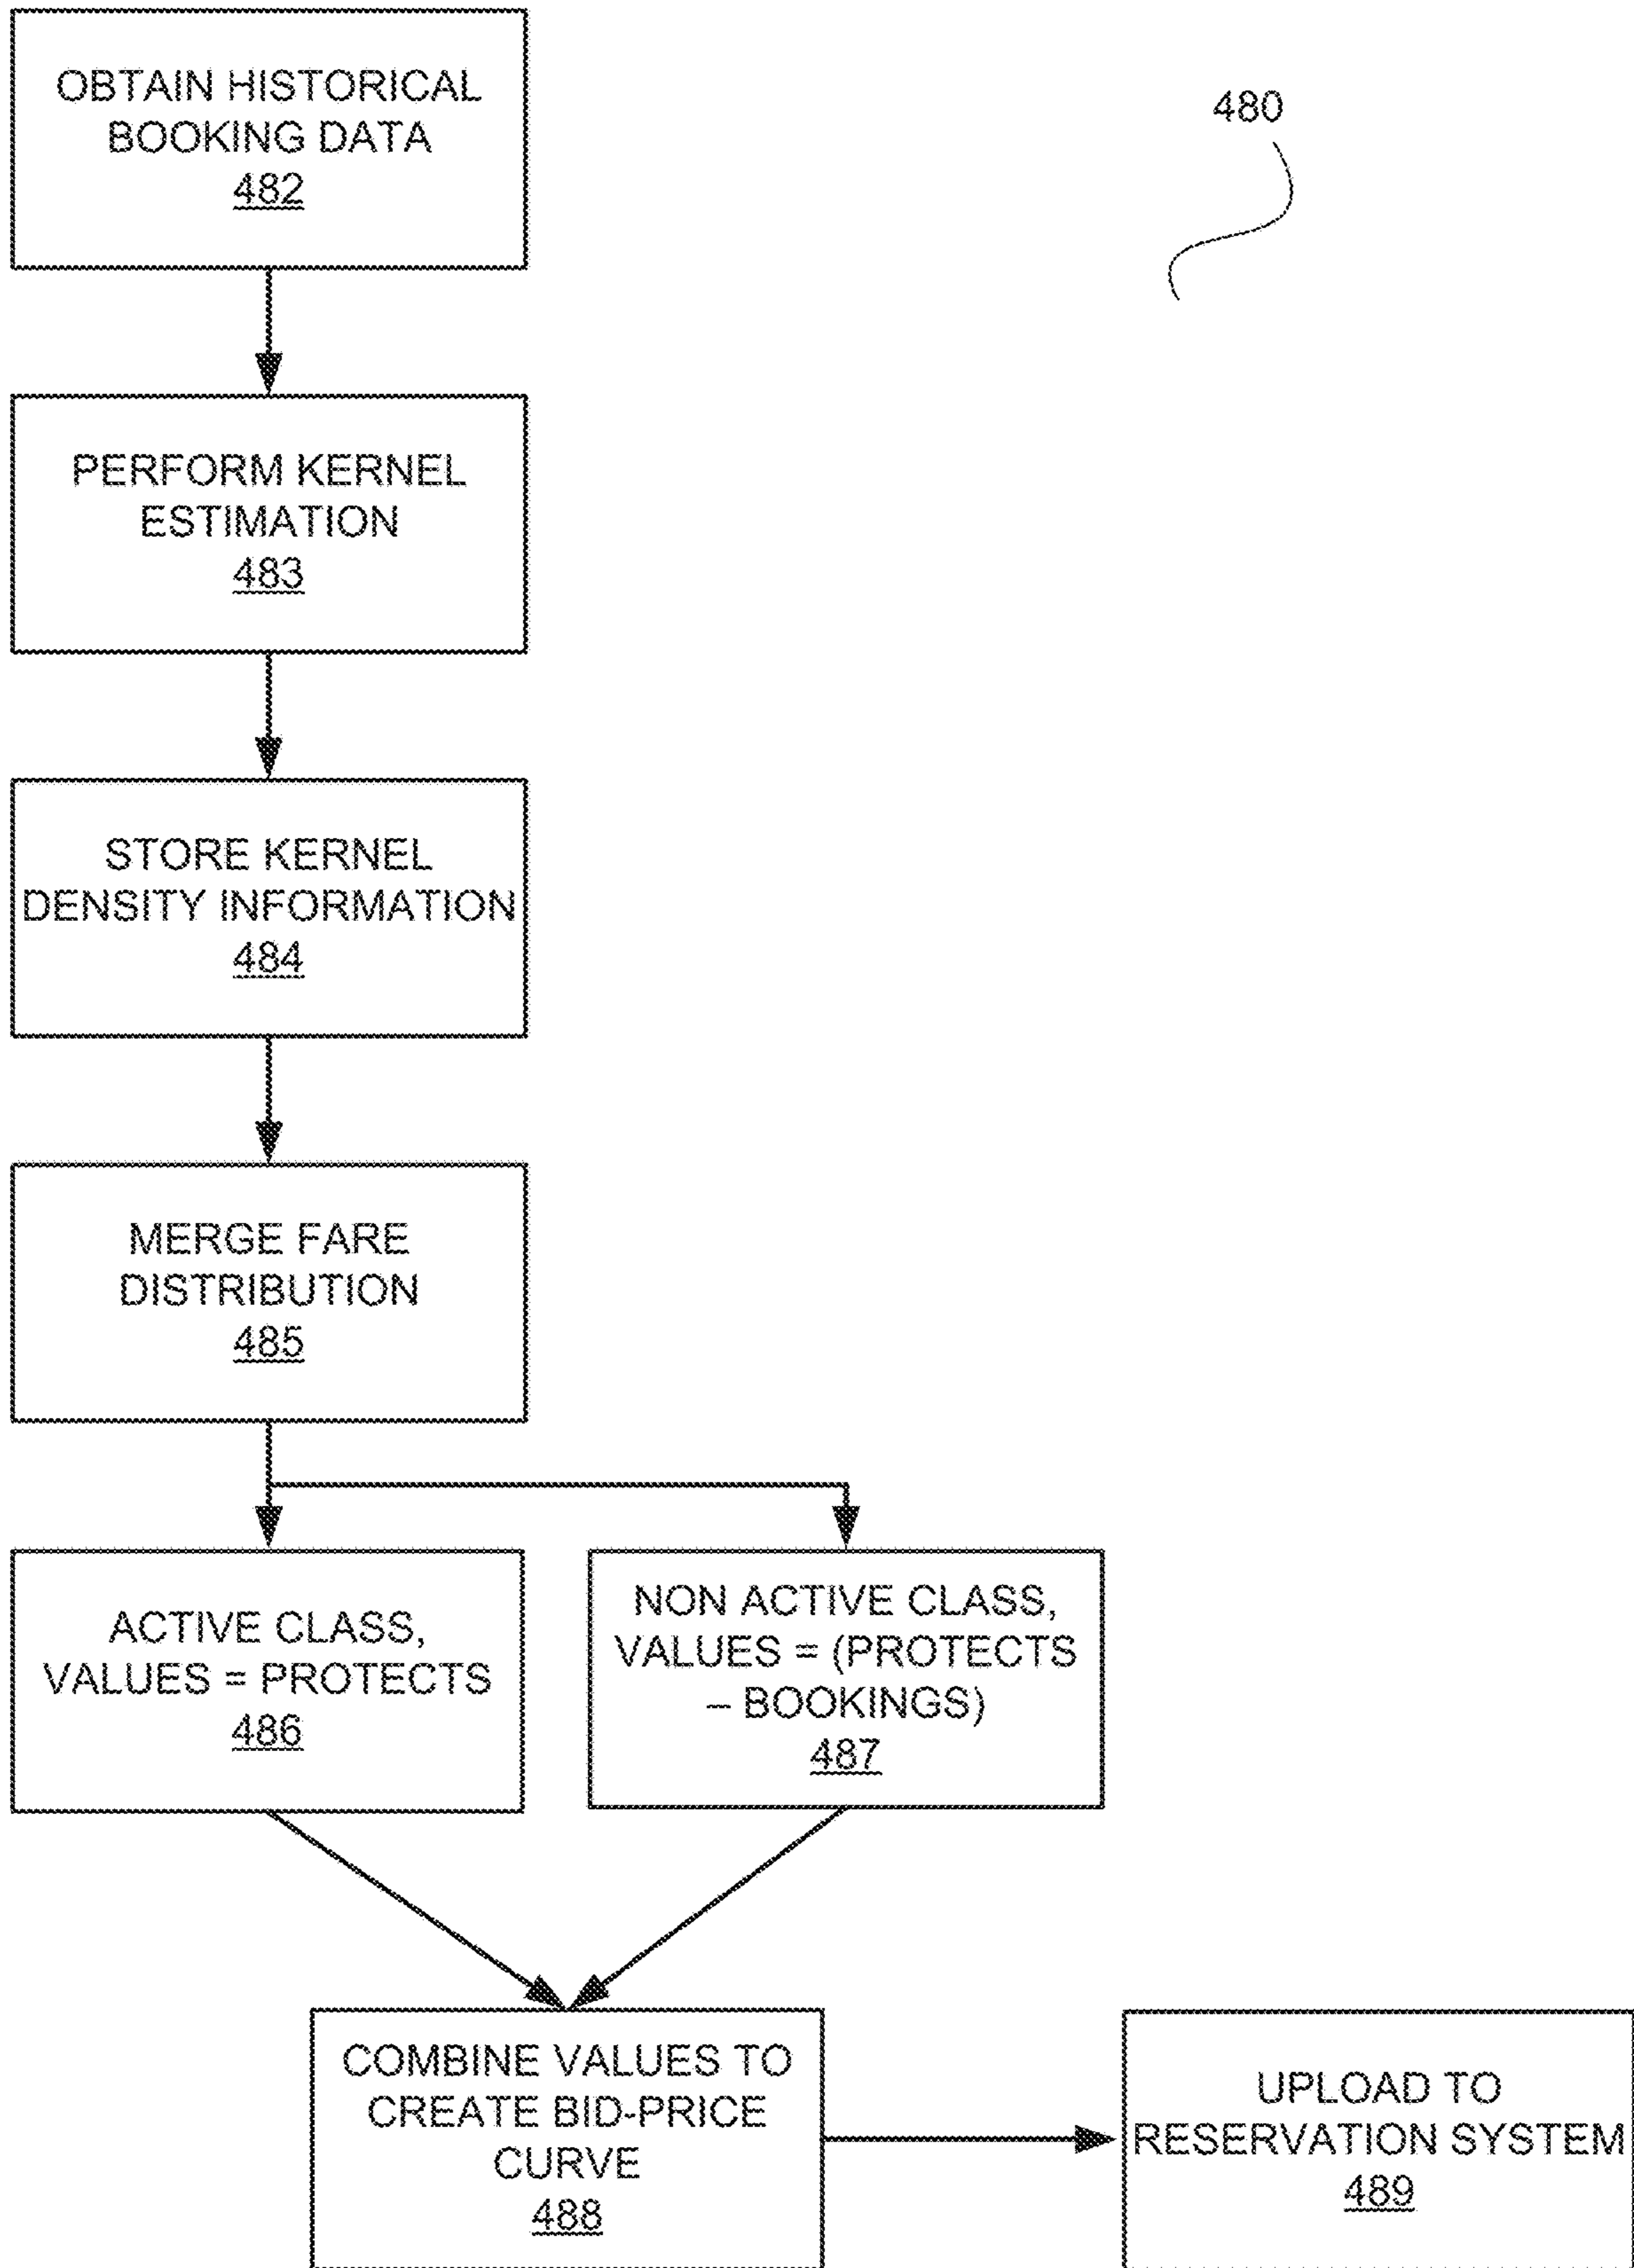 OBTAIN HISTORICAL
BOOKING DATA
482
480
PERFORM KERNEL
ESTIMATION
483
STORE KERNEL
DENSITY INFORMATION
484
MERGE FARE
DISTRIBUTION
485
ACTIVE CLASS,
VALUES = PROTECTS
486
NON ACTIVE CLASS,
VALUES = (PROTECTS
– BOOKINGS)
487
COMBINE VALUES TO
CREATE BID-PRICE
CURVE
488
UPLOAD TO
RESERVATION SYSTEM
489